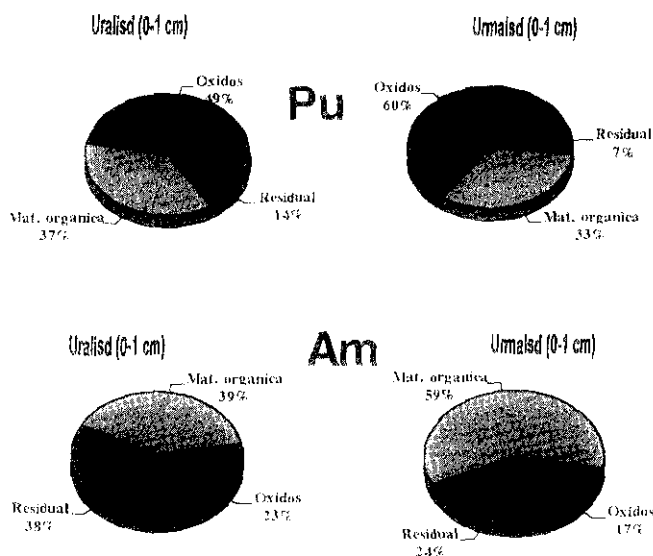 Uralisd (0-1 cm)
Urmaisd (0-1 cm)
Pu
Oxidos
49%
Residual
14%
Mat. organica
37%
Oxidos
60%
Residual
7%
Mat. organica
33%
Uralisd (0-1 cm)
Am
Urmaisd (0-1 cm)
Mat. organica
39%
Residual
38%
Oxidos
23%
Mat. organica
59%
Residual
24%
Oxidos
17%